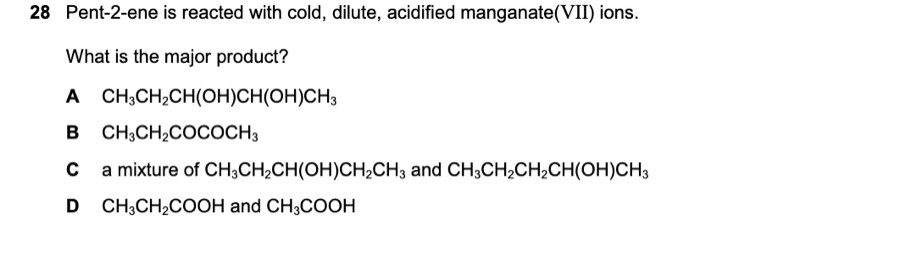 28 Pent-2-ene is reacted with cold, dilute, acidified manganate(VII) ions.
What is the major product?
A CH₃CH₂CH(OH)CH(OH)CH₃
B CH₃CH₂COCOCH₃
C a mixture of CH₃CH₂CH(OH)CH₂CH₃ and CH₃CH₂CH₂CH(OH)CH₃
D CH₃CH₂COOH and CH₃COOH